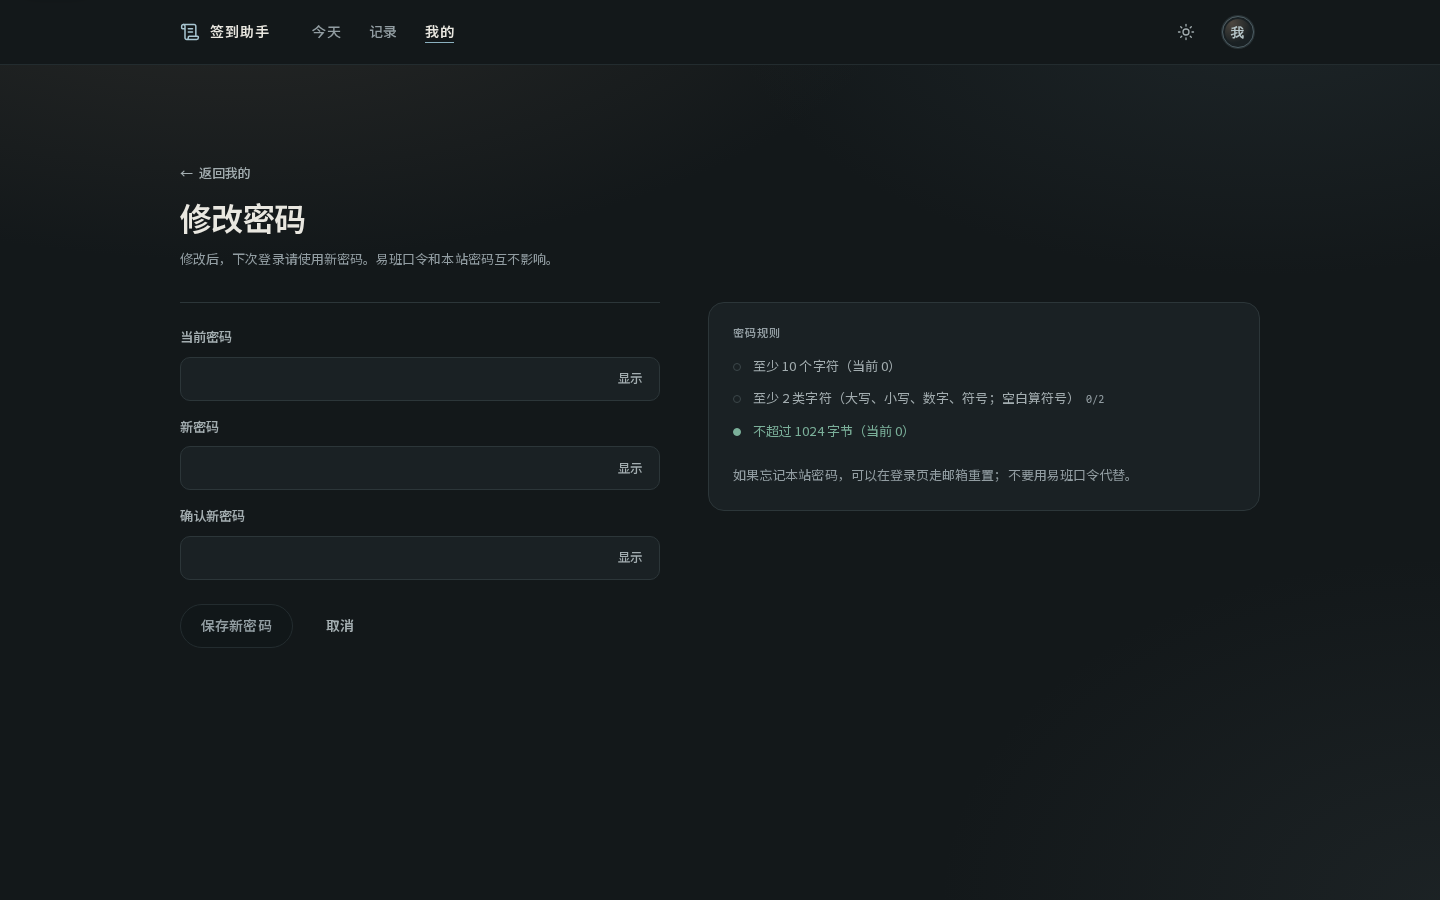 签到助手 今天 记录 我的 我
← 返回我的
修改密码
修改后，下次登录请使用新密码。易班口令和本站密码互不影响。
当前密码
显示
新密码
显示
确认新密码
显示
保存新密码 取消
密码规则
至少 10 个字符（当前 0）
至少 2 类字符（大写、小写、数字、符号；空白算符号） 0/2
不超过 1024 字节（当前 0）
如果忘记本站密码，可以在登录页走邮箱重置；不要用易班口令代替。